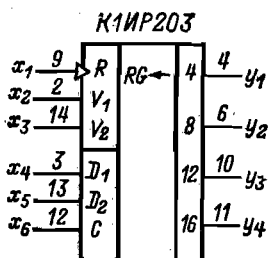 К1ИР203
x1 9 R RG 4 4 y1
x2 2 V1
x3 14 V2 8 6 y2
x4 3 D1 12 10 y3
x5 13 D2
x6 12 C 16 11 y4